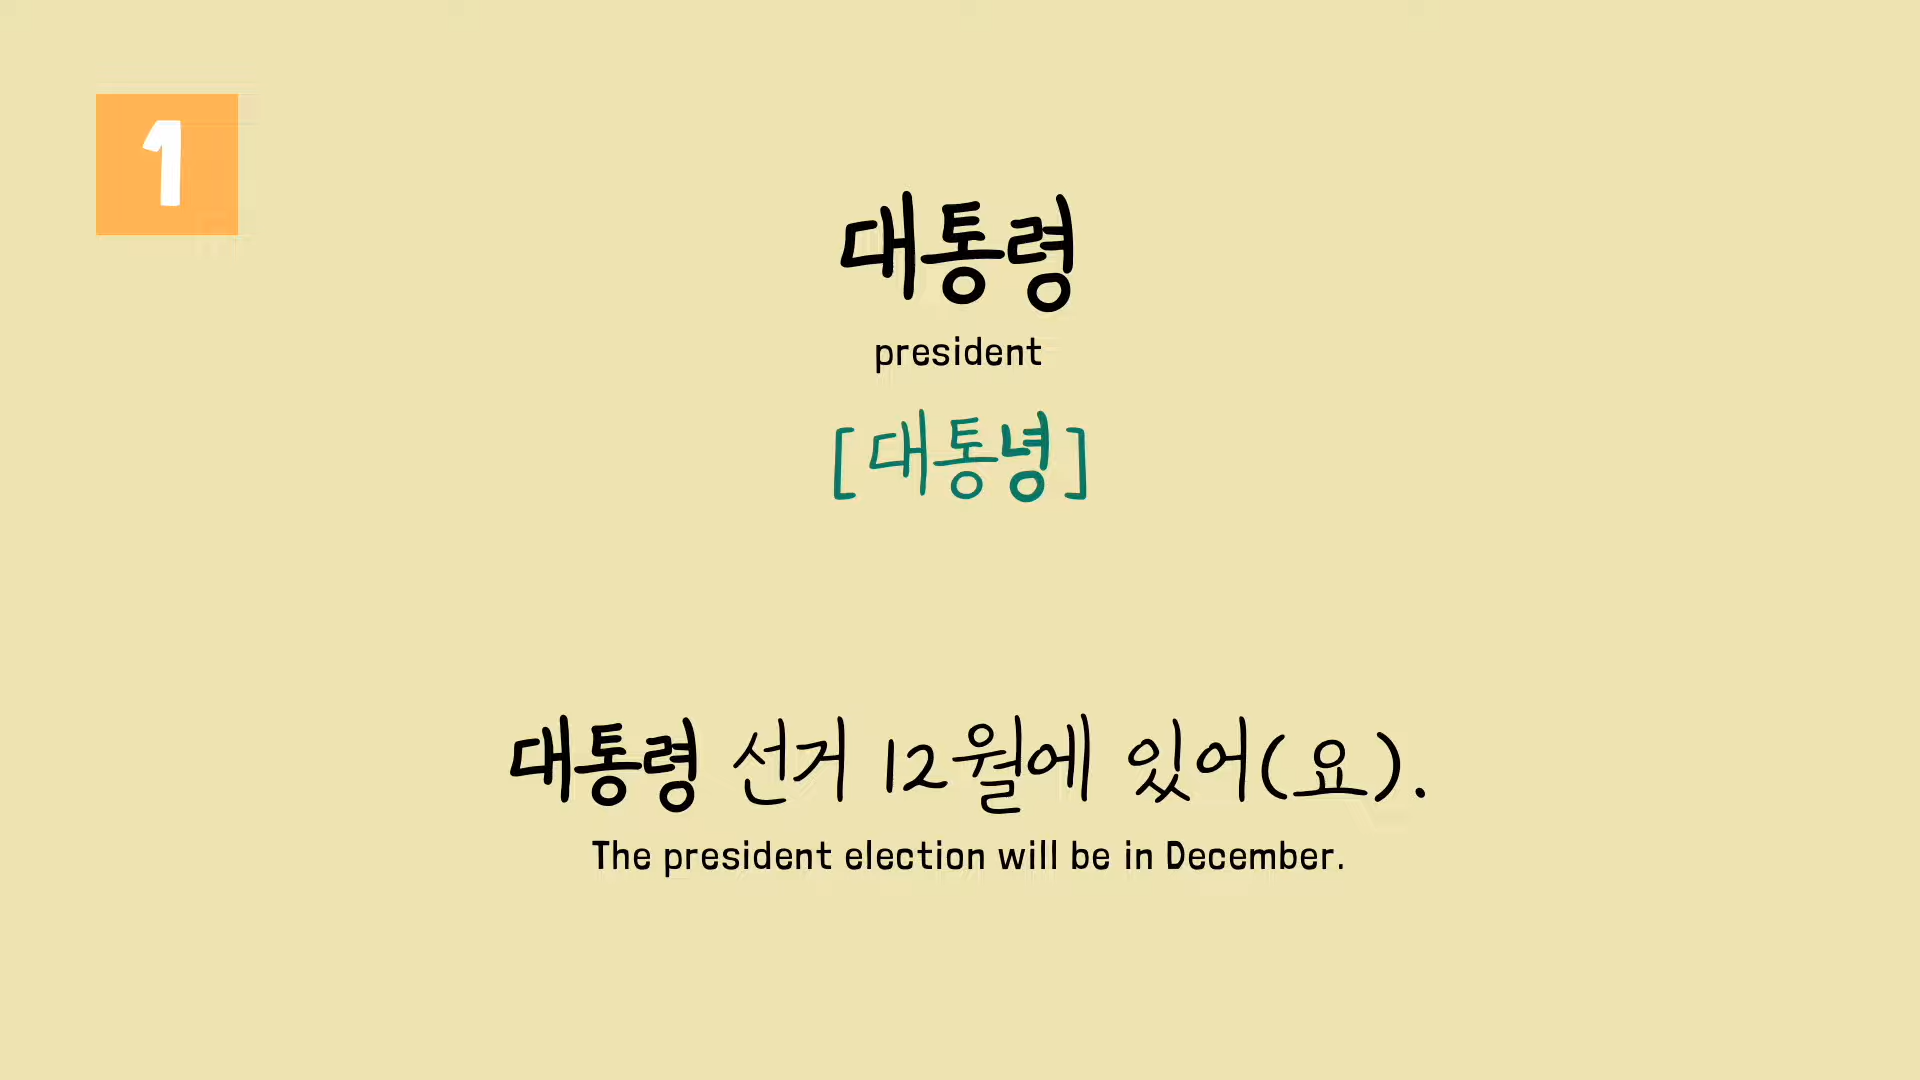 1
대통령
president
[대통녕]
대통령 선거 12월에 있어(요).
The president election will be in December.